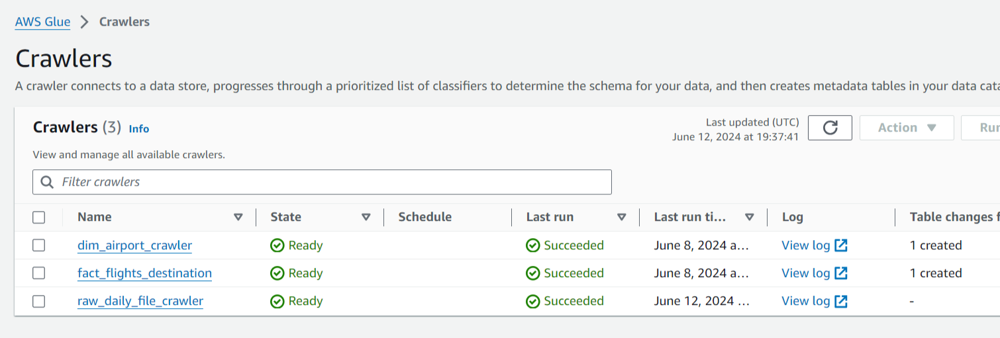 AWS Glue > Crawlers
Crawlers
A crawler connects to a data store, progresses through a prioritized list of classifiers to determine the schema for your data, and then creates metadata tables in your data cata
Crawlers (3) Info
Last updated (UTC)
June 12, 2024 at 19:37:41
Action
Run
View and manage all available crawlers.
Filter crawlers
Name State Schedule Last run Last run ti... Log Table changes f
dim_airport_crawler Ready Succeeded June 8, 2024 a... View log 1 created
fact_flights_destination Ready Succeeded June 8, 2024 a... View log 1 created
raw_daily_file_crawler Ready Succeeded June 12, 2024 ... View log -